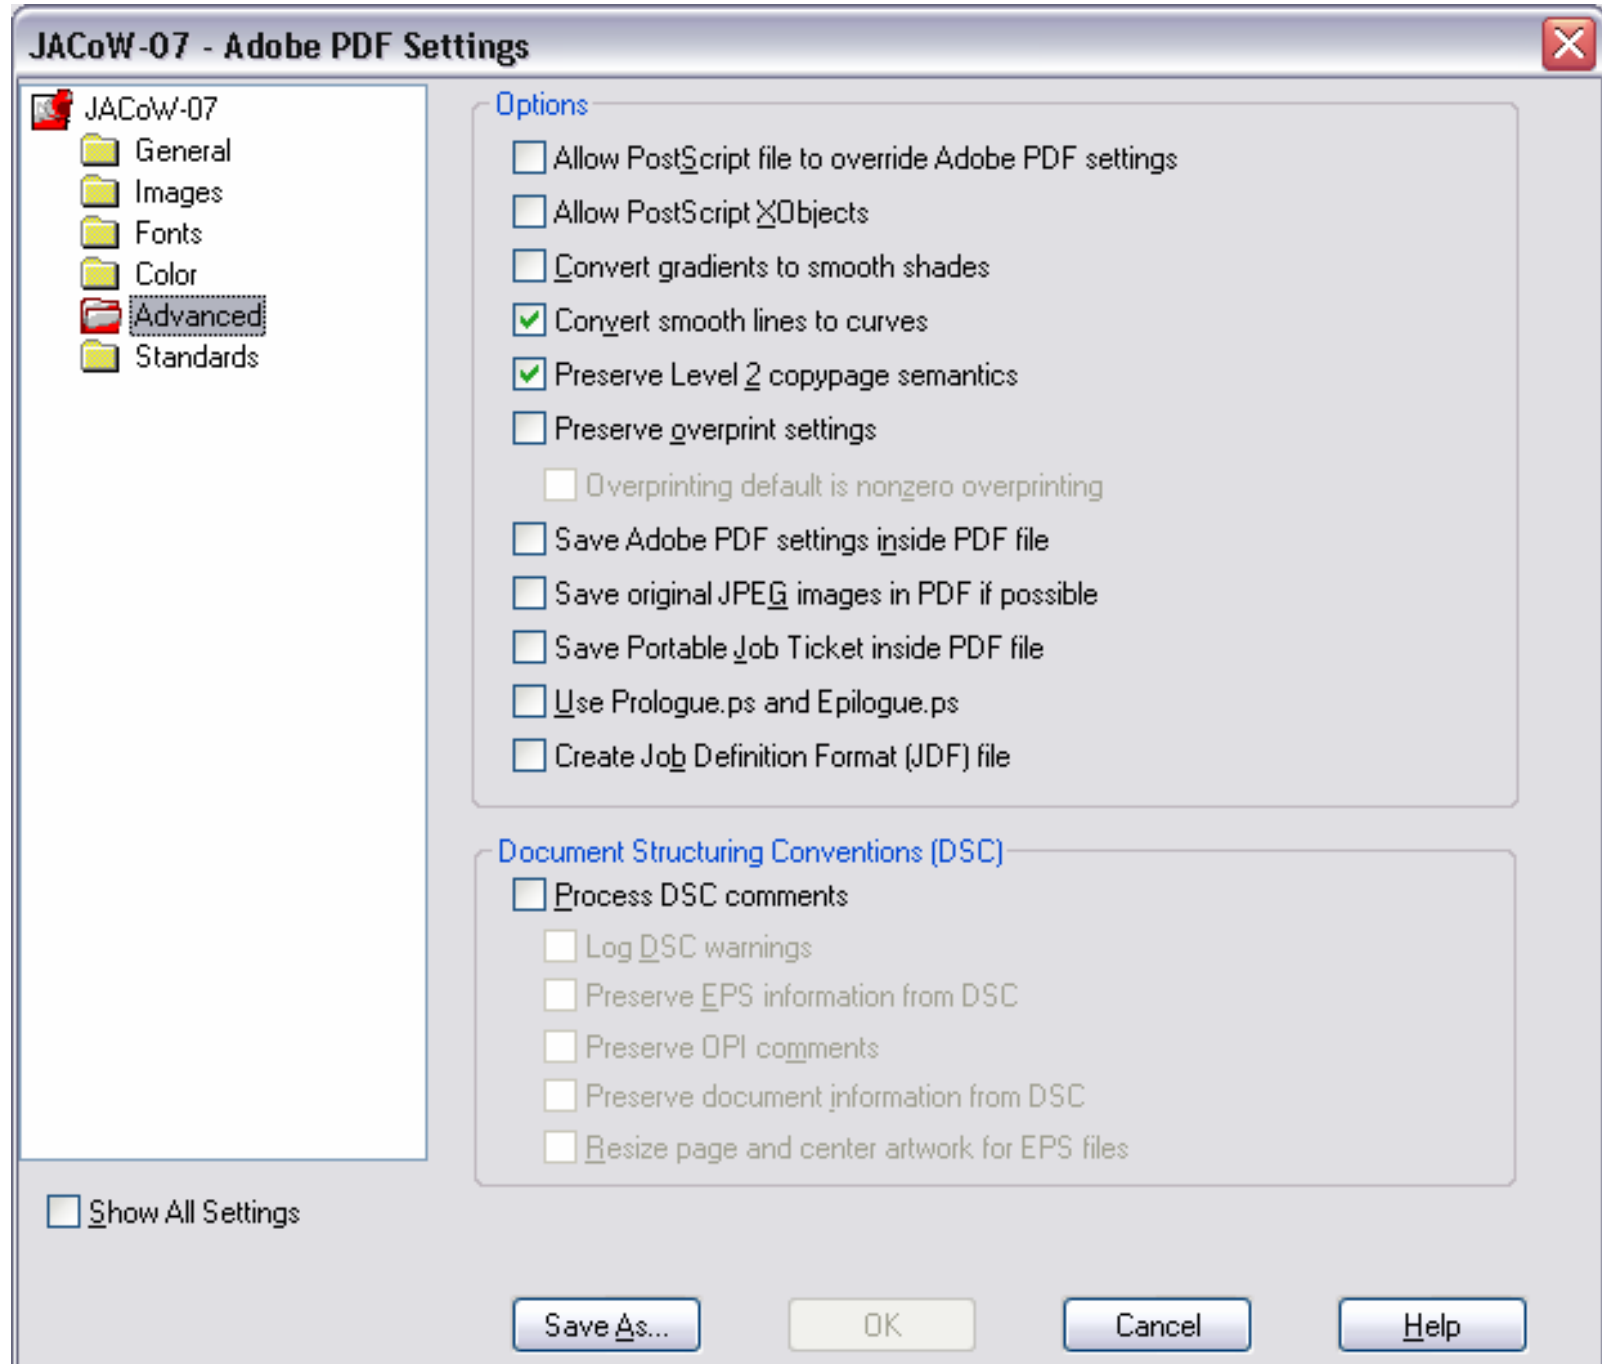 JACoW-07 - Adobe PDF Settings
JACoW-07
General
Images
Fonts
Color
Advanced
Standards
Show All Settings
Options
Allow PostScript file to override Adobe PDF settings
Allow PostScript XObjects
Convert gradients to smooth shades
Convert smooth lines to curves
Preserve Level 2 copypage semantics
Preserve overprint settings
Overprinting default is nonzero overprinting
Save Adobe PDF settings inside PDF file
Save original JPEG images in PDF if possible
Save Portable Job Ticket inside PDF file
Use Prologue.ps and Epilogue.ps
Create Job Definition Format (JDF) file
Document Structuring Conventions (DSC)
Process DSC comments
Log DSC warnings
Preserve EPS information from DSC
Preserve OPI comments
Preserve document information from DSC
Resize page and center artwork for EPS files
Save As... OK Cancel Help